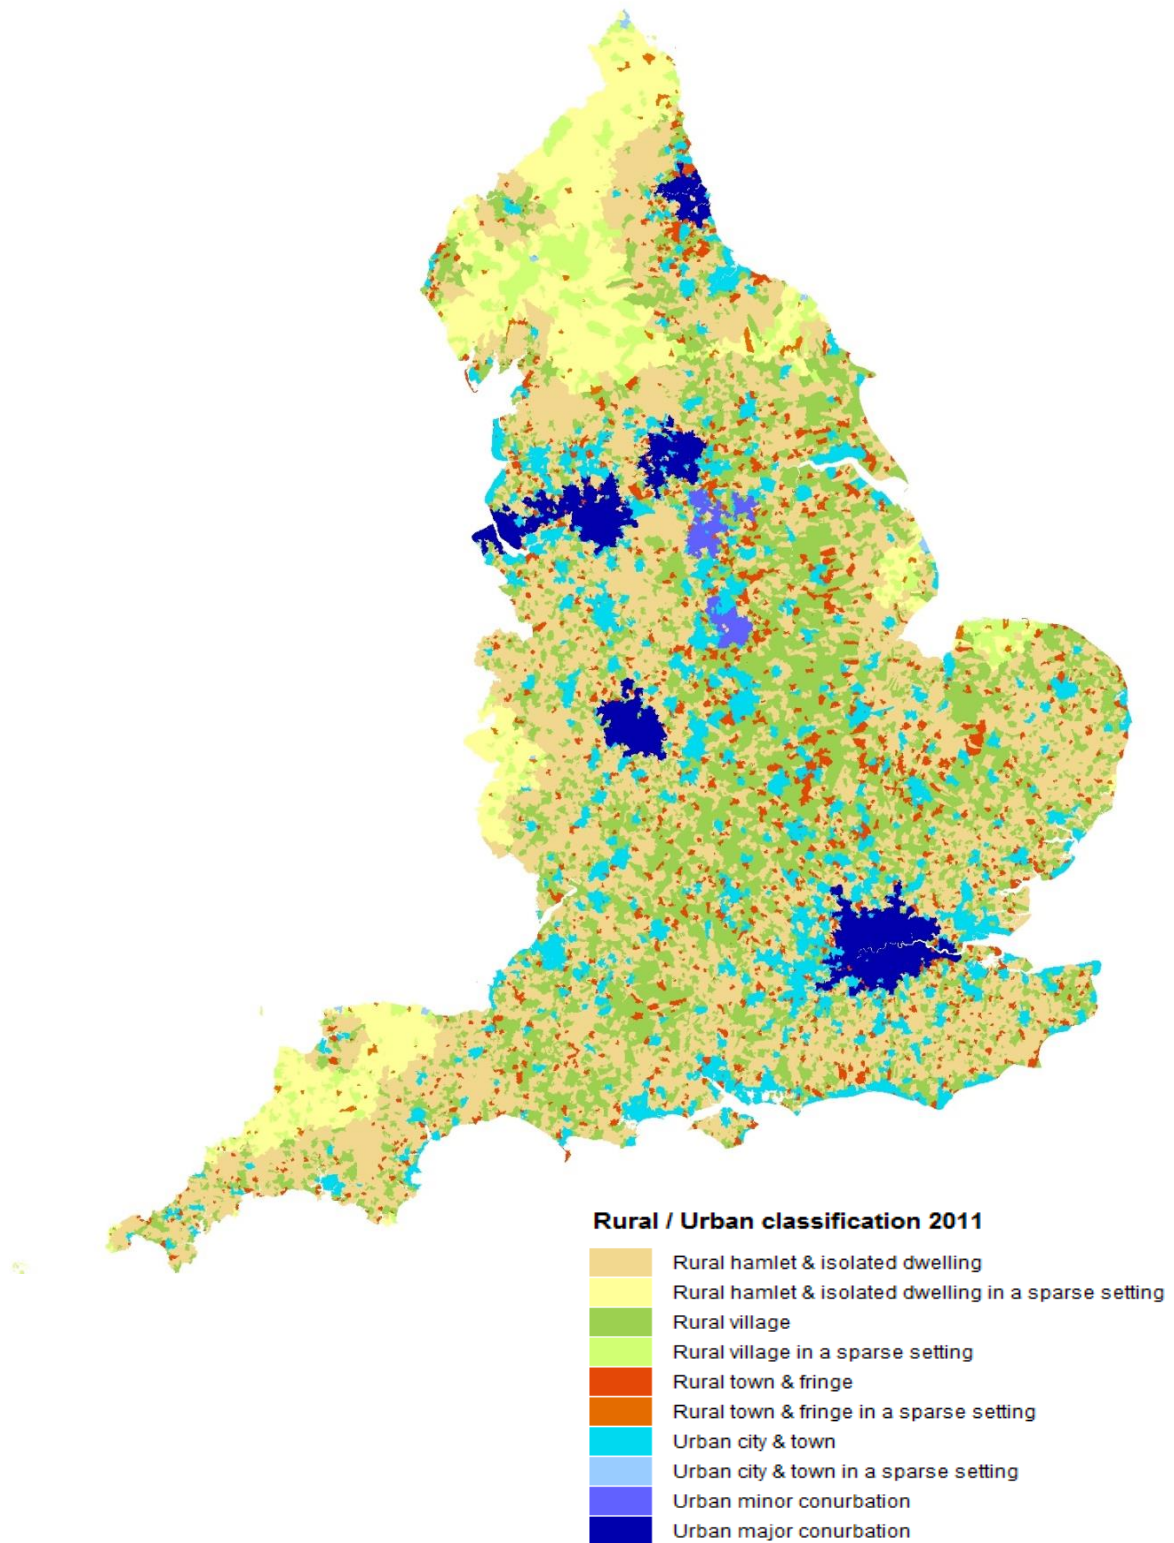 Rural / Urban classification 2011
Rural hamlet & isolated dwelling
Rural hamlet & isolated dwelling in a sparse setting
Rural village
Rural village in a sparse setting
Rural town & fringe
Rural town & fringe in a sparse setting
Urban city & town
Urban city & town in a sparse setting
Urban minor conurbation
Urban major conurbation